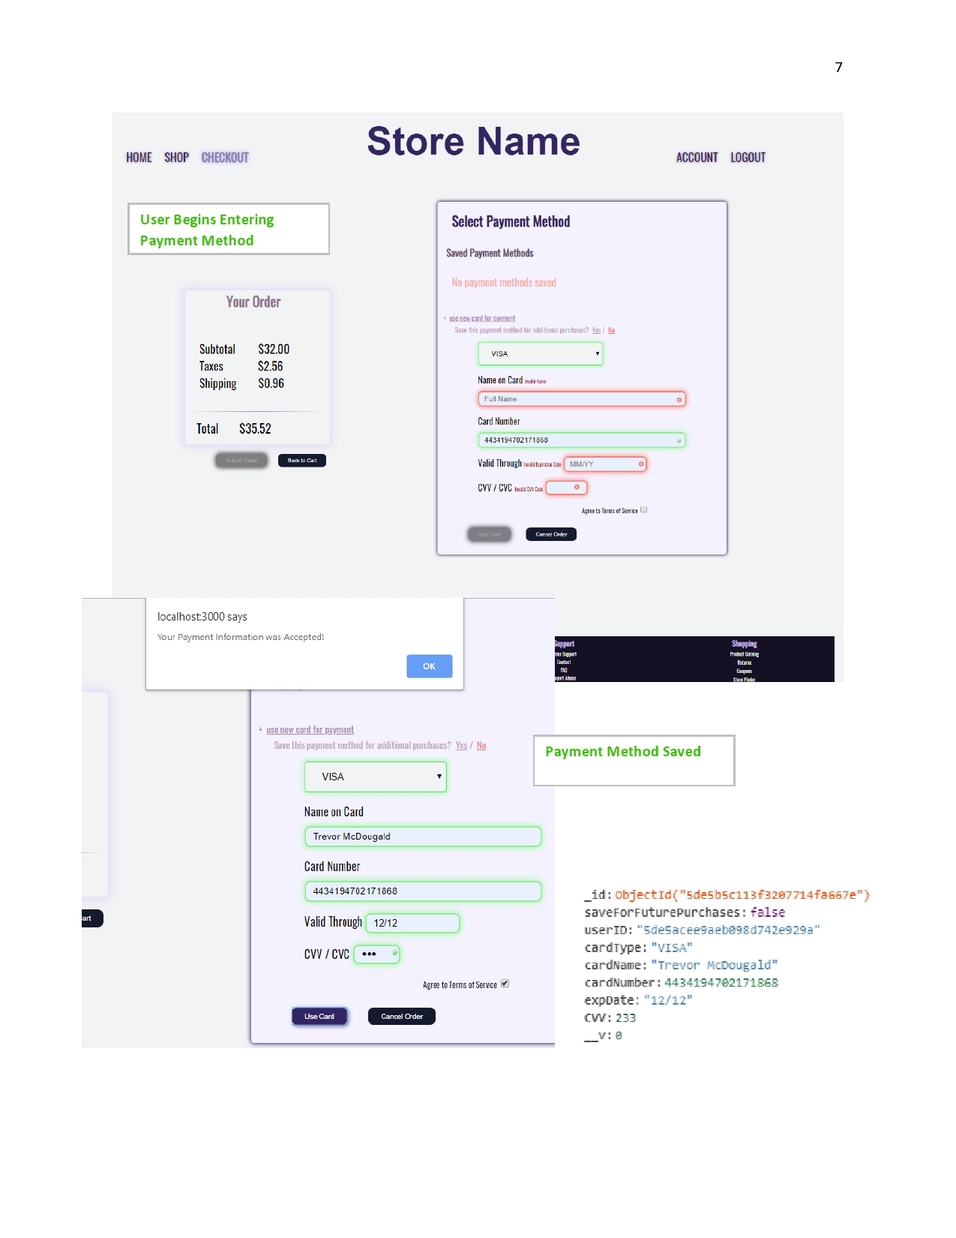 7
Store Name
HOME SHOP CHECKOUT
ACCOUNT LOGOUT
User Begins Entering
Payment Method
Your Order
Subtotal $32.00
Taxes $2.56
Shipping $0.96
Total $35.52
Submit Order Back to Cart
Select Payment Method
Saved Payment Methods
No payment methods saved
+ use new card for payment
Save this payment method for additional purchases? Yes / No
VISA
Name on Card Invalid Name
Full Name
Card Number
4434194702171868
Valid Through Invalid Expiration Date MM/YY
CVV / CVC Invalid CVV Code
Agree to Terms of Service
Use Card Cancel Order
Support
der Support
Contact
FAQ
port Abuse
Shopping
Product Catalog
Returns
Coupons
Store Finder
localhost:3000 says
Your Payment Information was Accepted!
OK
+ use new card for payment
Save this payment method for additional purchases? Yes / No
VISA
Name on Card
Trevor McDougald
Card Number
4434194702171868
Valid Through 12/12
CVV / CVC •••
Agree to Terms of Service
Use Card Cancel Order
art
Payment Method Saved
_id: ObjectId("5de5b5c113f3207714fa667e")
saveForFuturePurchases: false
userID: "5de5acee9aeb098d742e929a"
cardType: "VISA"
cardName: "Trevor McDougald"
cardNumber: 4434194702171868
expDate: "12/12"
CVV: 233
__v: 0